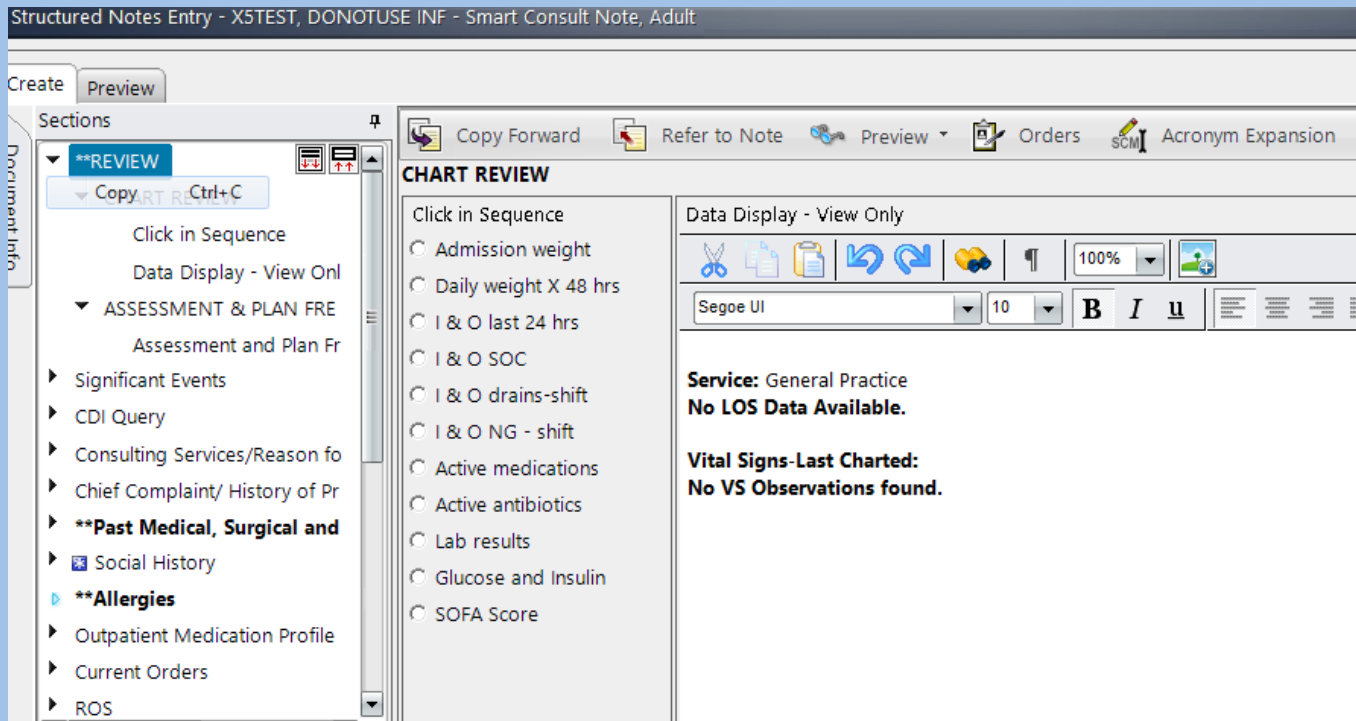 Structured Notes Entry - X5TEST, DONOTUSE INF - Smart Consult Note, Adult
Create Preview
Document Info
Sections
**REVIEW
Copy Ctrl+C
CHART REVIEW
Click in Sequence
Data Display - View Onl
ASSESSMENT & PLAN FRE
Assessment and Plan Fr
Significant Events
CDI Query
Consulting Services/Reason fo
Chief Complaint/ History of Pr
**Past Medical, Surgical and
Social History
**Allergies
Outpatient Medication Profile
Current Orders
ROS
Copy Forward Refer to Note Preview Orders SCM Acronym Expansion
CHART REVIEW
Click in Sequence
Admission weight
Daily weight X 48 hrs
I & O last 24 hrs
I & O SOC
I & O drains-shift
I & O NG - shift
Active medications
Active antibiotics
Lab results
Glucose and Insulin
SOFA Score
Data Display - View Only
¶ 100%
Segoe UI 10 B I u
Service: General Practice
No LOS Data Available.
Vital Signs-Last Charted:
No VS Observations found.